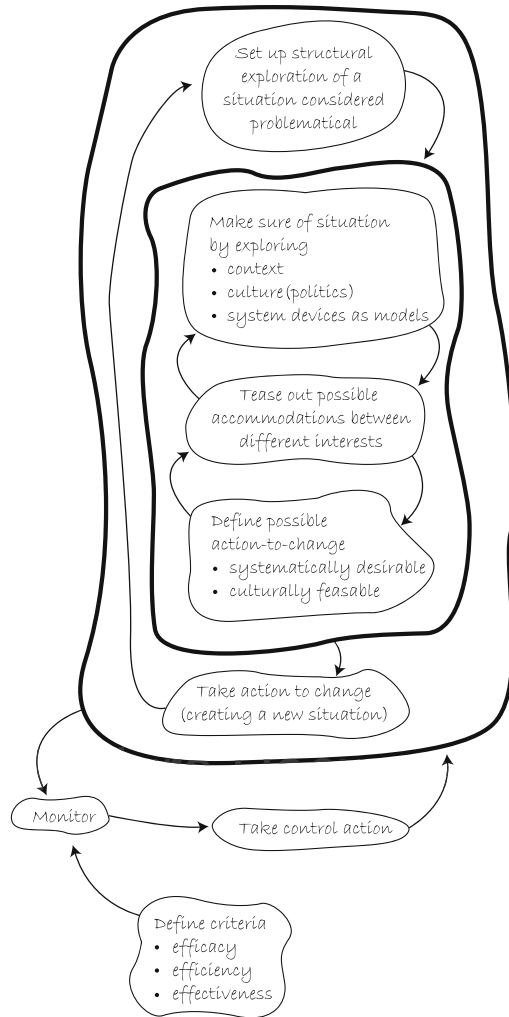 Set up structural
exploration of a
situation considered
problematical
Make sure of situation
by exploring
• context
• culture(politics)
• system devices as models
Tease out possible
accommodations between
different interests
Define possible
action-to-change
• systematically desirable
• culturally feasable
Take action to change
(creating a new situation)
Monitor
Take control action
Define criteria
• efficacy
• efficiency
• effectiveness